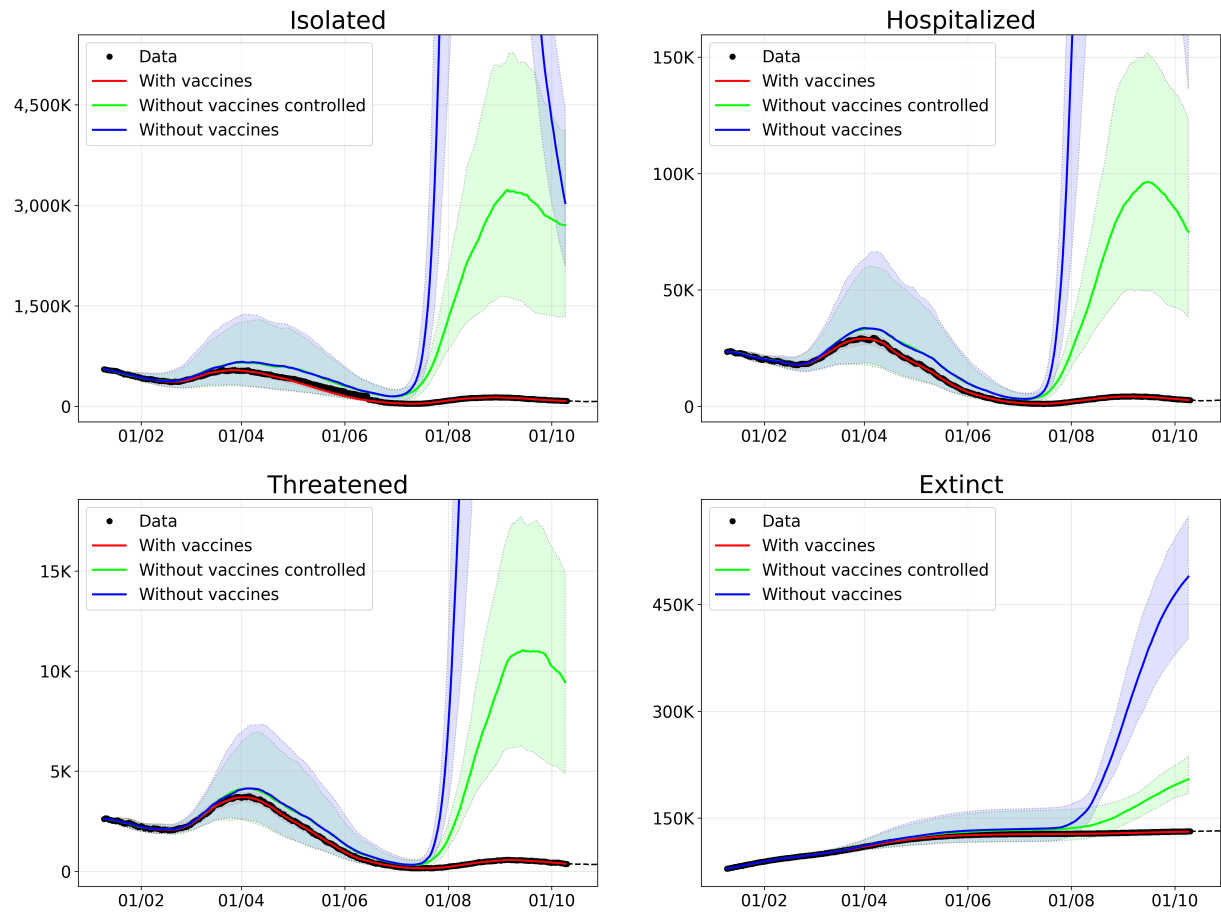 Isolated
Data
With vaccines
Without vaccines controlled
Without vaccines
4,500K
3,000K
1,500K
0
01/02
01/04
01/06
01/08
01/10
Hospitalized
Data
With vaccines
Without vaccines controlled
Without vaccines
150K
100K
50K
0
01/02
01/04
01/06
01/08
01/10
Threatened
Data
With vaccines
Without vaccines controlled
Without vaccines
15K
10K
5K
0
01/02
01/04
01/06
01/08
01/10
Extinct
Data
With vaccines
Without vaccines controlled
Without vaccines
450K
300K
150K
01/02
01/04
01/06
01/08
01/10